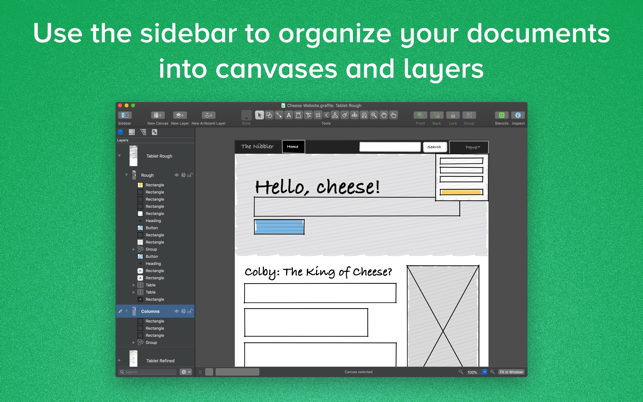 Use the sidebar to organize your documents
into canvases and layers
Cheese Website.graffle: Tablet Rough
Sidebar
New Canvas
New Layer
New Artboard Layer
Style
Tools
Front
Back
Lock
Group
Stencils
Inspect
Layers
Tablet Rough
Rough
Rectangle
Rectangle
Rectangle
Rectangle
Rectangle
Heading
Button
Rectangle
Rectangle
Group
Button
Heading
Rectangle
Rectangle
Table
Table
Rectangle
Columns
Rectangle
Rectangle
Rectangle
Group
Tablet Refined
Search
The Nibbler
Home
Search
Popup
Hello, cheese!
Colby: The King of Cheese?
Canvas selected
100%
Fit in Window